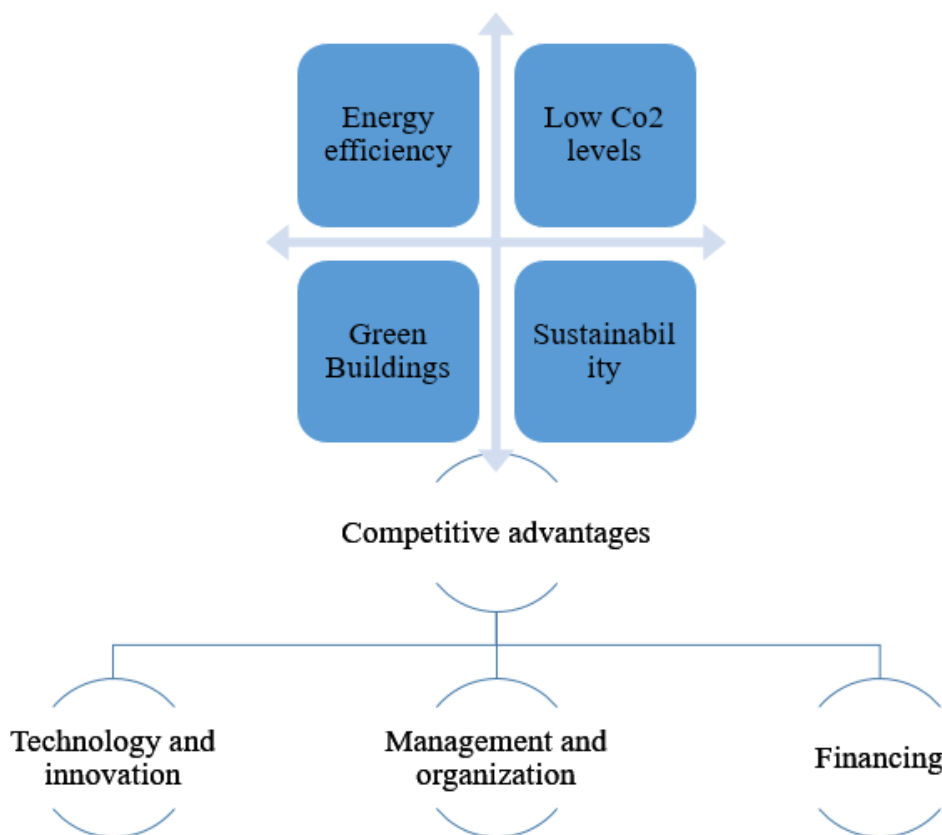 Energy
efficiency
Low Co2
levels
Green
Buildings
Sustainabil
ity
Competitive advantages
Technology and
innovation
Management and
organization
Financing